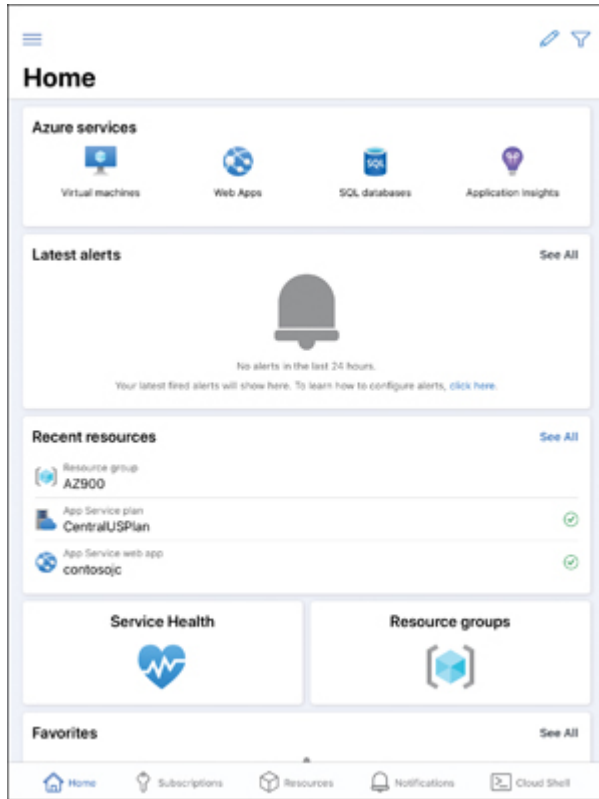 Home
Azure services
SQL
Virtual machines Web Apps SQL databases Application Insights
Latest alerts See All
No alerts in the last 24 hours.
Your latest fired alerts will show here. To learn how to configure alerts, click here.
Recent resources See All
Resource group
AZ900
App Service plan
CentralUSPlan
App Service web app
contosojc
Service Health Resource groups
Favorites See All
Home Subscriptions Resources Notifications Cloud Shell